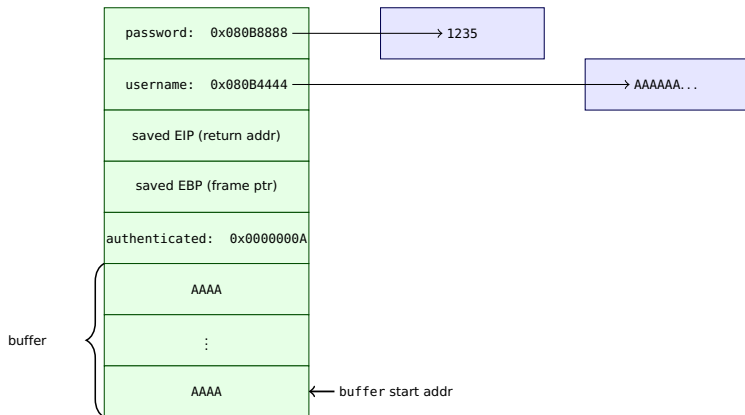 password: 0x080B8888 1235
username: 0x080B4444 AAAAAA...
saved EIP (return addr)
saved EBP (frame ptr)
authenticated: 0x0000000A
AAAA
buffer ⋮
AAAA buffer start addr